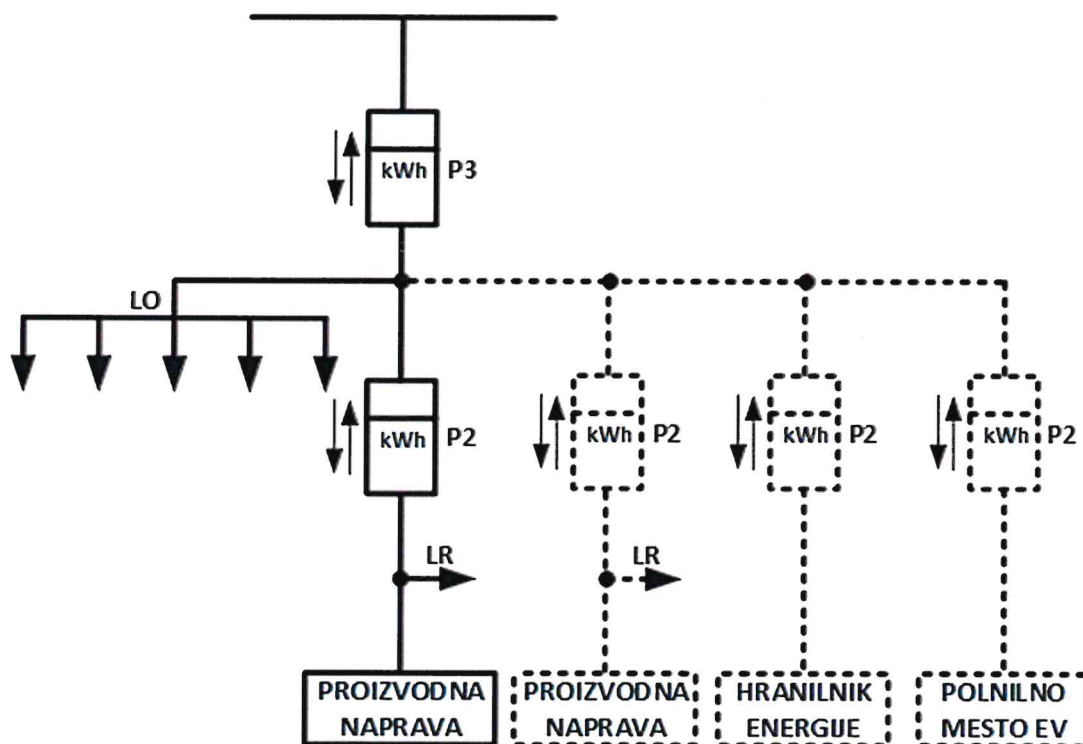 kWh P3
LO
kWh P2
kWh P2
kWh P2
kWh P2
LR
LR
PROIZVODNA
NAPRAVA
PROIZVODNA
NAPRAVA
HRANILNIK
ENERGIJE
POLNILNO
MESTO EV